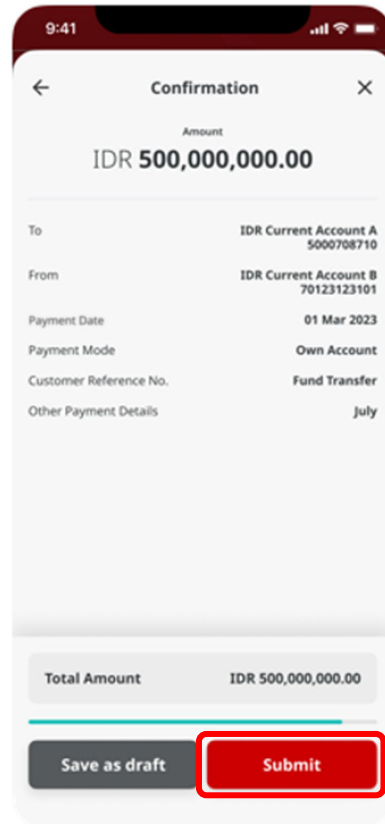 9:41
Confirmation
Amount
IDR 500,000,000.00
To IDR Current Account A
5000708710
From IDR Current Account B
70123123101
Payment Date 01 Mar 2023
Payment Mode Own Account
Customer Reference No. Fund Transfer
Other Payment Details July
Total Amount IDR 500,000,000.00
Save as draft Submit